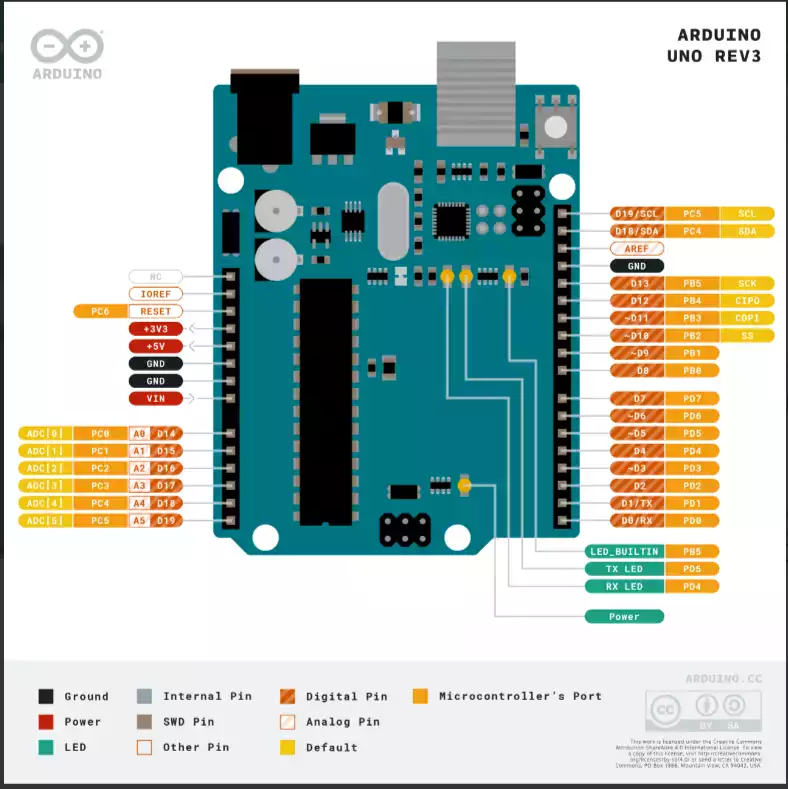 ARDUINO
ARDUINO
UNO REV3
D19/SCL PC5 SCL
D18/SDA PC4 SDA
AREF
GND
NC
D13 PB5 SCK
IOREF
D12 PB4 CIPO
PC6 RESET
~D11 PB3 COPI
+3V3
~D10 PB2 SS
+5V
~D9 PB1
GND
D8 PB0
GND
VIN
D7 PD7
~D6 PD6
ADC[0] PC0 A0 D14
~D5 PD5
ADC[1] PC1 A1 D15
D4 PD4
ADC[2] PC2 A2 D16
~D3 PD3
ADC[3] PC3 A3 D17
D2 PD2
ADC[4] PC4 A4 D18
D1/TX PD1
ADC[5] PC5 A5 D19
D0/RX PD0
LED_BUILTIN PB5
TX LED PD5
RX LED PD4
Power
Ground Internal Pin Digital Pin Microcontroller's Port
Power SWD Pin Analog Pin
LED Other Pin Default
ARDUINO.CC
cc
BY SA
This work is licensed under the Creative Commons
Attribution-ShareAlike 4.0 International License. To view
a copy of this license, visit http://creativecommons.
org/licenses/by-sa/4.0/ or send a letter to Creative
Commons, PO Box 1866, Mountain View, CA 94042, USA.